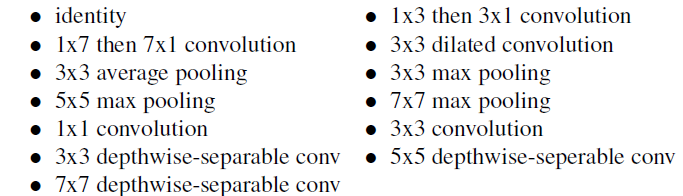 • identity
• 1x7 then 7x1 convolution
• 3x3 average pooling
• 5x5 max pooling
• 1x1 convolution
• 3x3 depthwise-separable conv
• 7x7 depthwise-separable conv
• 1x3 then 3x1 convolution
• 3x3 dilated convolution
• 3x3 max pooling
• 7x7 max pooling
• 3x3 convolution
• 5x5 depthwise-seperable conv